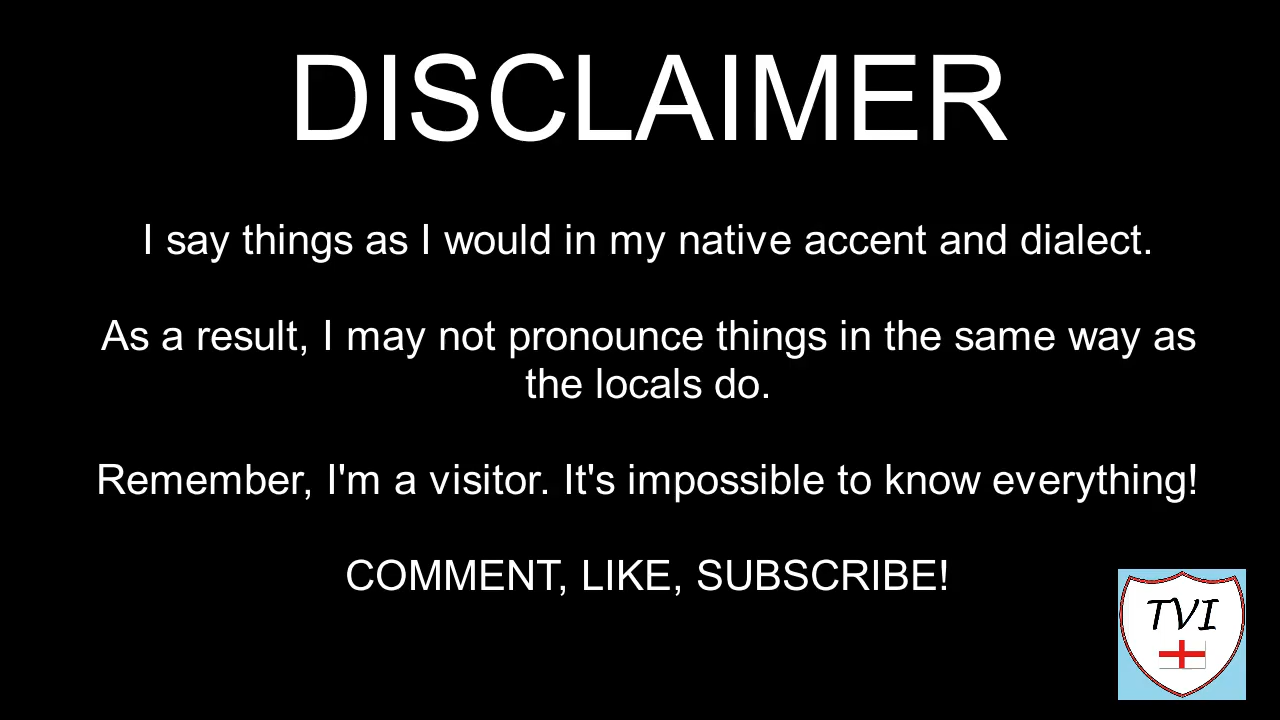 DISCLAIMER
I say things as I would in my native accent and dialect.
As a result, I may not pronounce things in the same way as
the locals do.
Remember, I'm a visitor. It's impossible to know everything!
COMMENT, LIKE, SUBSCRIBE!
TVI